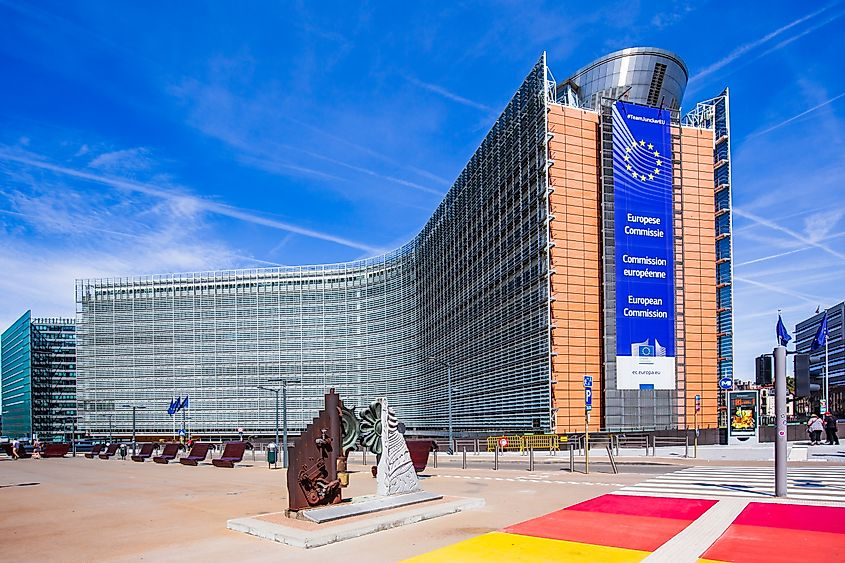 #TeamJunckerEU
Europese
Commissie
Commission
européenne
European
Commission
ec.europa.eu
P